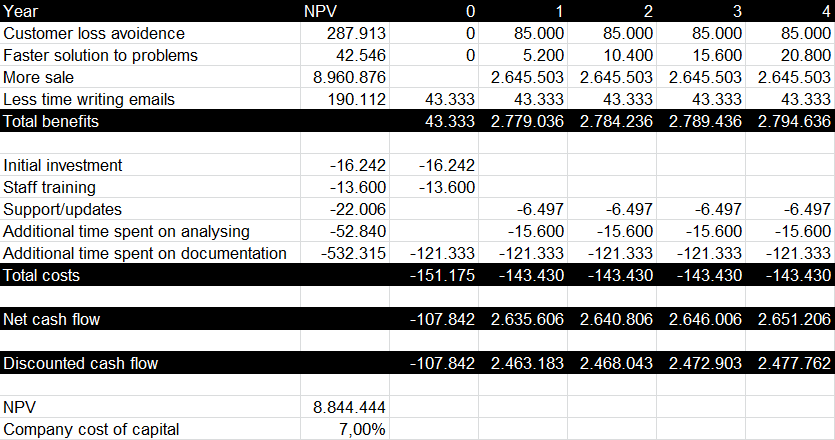 Year NPV 0 1 2 3 4
Customer loss avoidence 287.913 0 85.000 85.000 85.000 85.000
Faster solution to problems 42.546 0 5.200 10.400 15.600 20.800
More sale 8.960.876 2.645.503 2.645.503 2.645.503 2.645.503
Less time writing emails 190.112 43.333 43.333 43.333 43.333 43.333
Total benefits 43.333 2.779.036 2.784.236 2.789.436 2.794.636
Initial investment -16.242 -16.242
Staff training -13.600 -13.600
Support/updates -22.006 -6.497 -6.497 -6.497 -6.497
Additional time spent on analysing -52.840 -15.600 -15.600 -15.600 -15.600
Additional time spent on documentation -532.315 -121.333 -121.333 -121.333 -121.333 -121.333
Total costs -151.175 -143.430 -143.430 -143.430 -143.430
Net cash flow -107.842 2.635.606 2.640.806 2.646.006 2.651.206
Discounted cash flow -107.842 2.463.183 2.468.043 2.472.903 2.477.762
NPV 8.844.444
Company cost of capital 7,00%